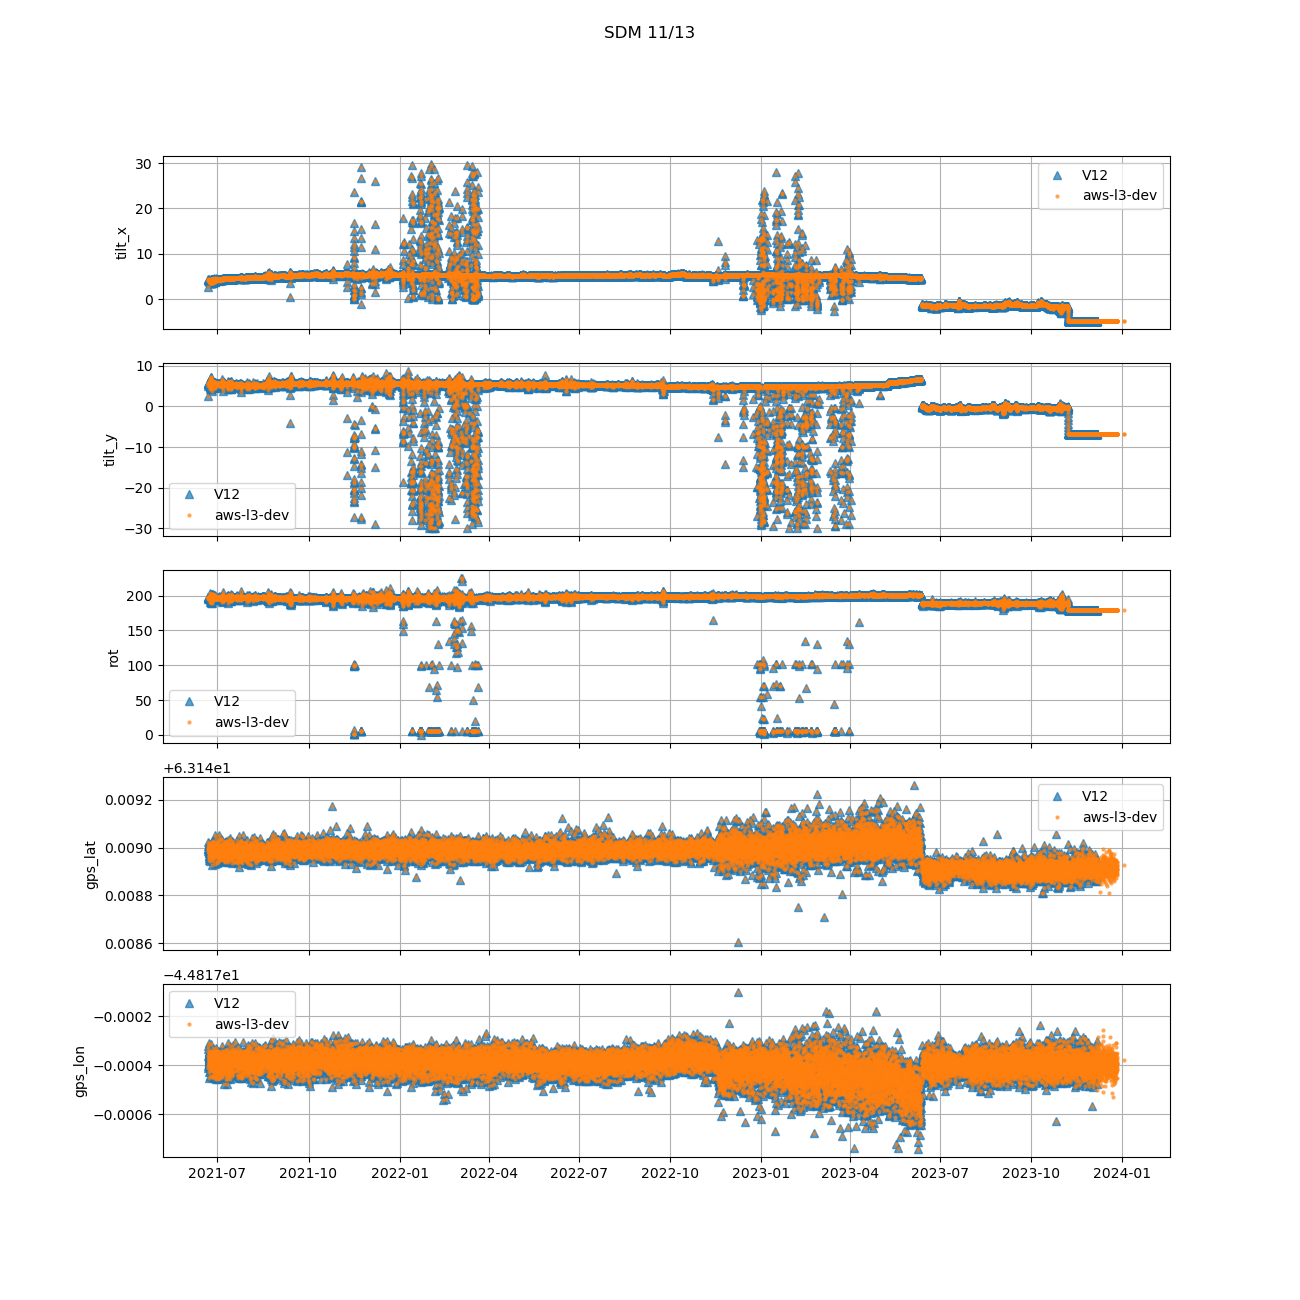 SDM 11/13
30
20
10
0
tilt_x
V12
aws-l3-dev
10
0
−10
−20
−30
tilt_y
V12
aws-l3-dev
200
150
100
50
0
rot
V12
aws-l3-dev
+6.314e1
0.0092
0.0090
0.0088
0.0086
gps_lat
V12
aws-l3-dev
−4.4817e1
−0.0002
−0.0004
−0.0006
gps_lon
V12
aws-l3-dev
2021-07 2021-10 2022-01 2022-04 2022-07 2022-10 2023-01 2023-04 2023-07 2023-10 2024-01